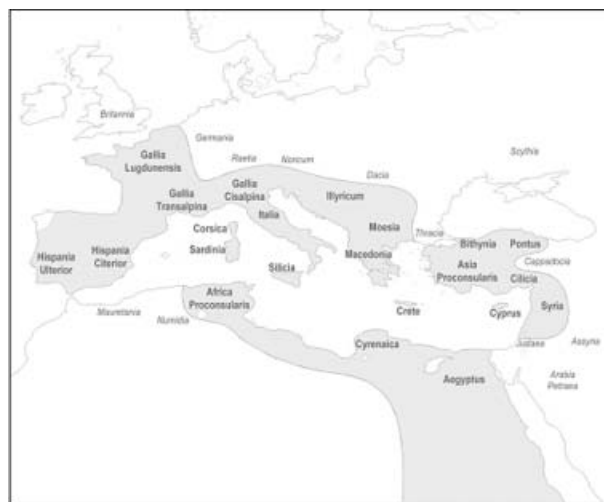 Britannia
Germania
Gallia
Lugdunensis
Raetia
Noricum
Scythia
Dacia
Gallia
Transalpina
Gallia
Cisalpina
Illyricum
Italia
Moesia
Thracia
Corsica
Sardinia
Macedonia
Bithynia
Pontus
Hispania
Ulterior
Hispania
Citerior
Silicia
Asia
Proconsularis
Cappadocia
Cilicia
Africa
Proconsularis
Mauretania
Numidia
Crete
Cyprus
Syria
Cyrenaica
Judaea
Assyria
Aegyptus
Arabia
Petraea